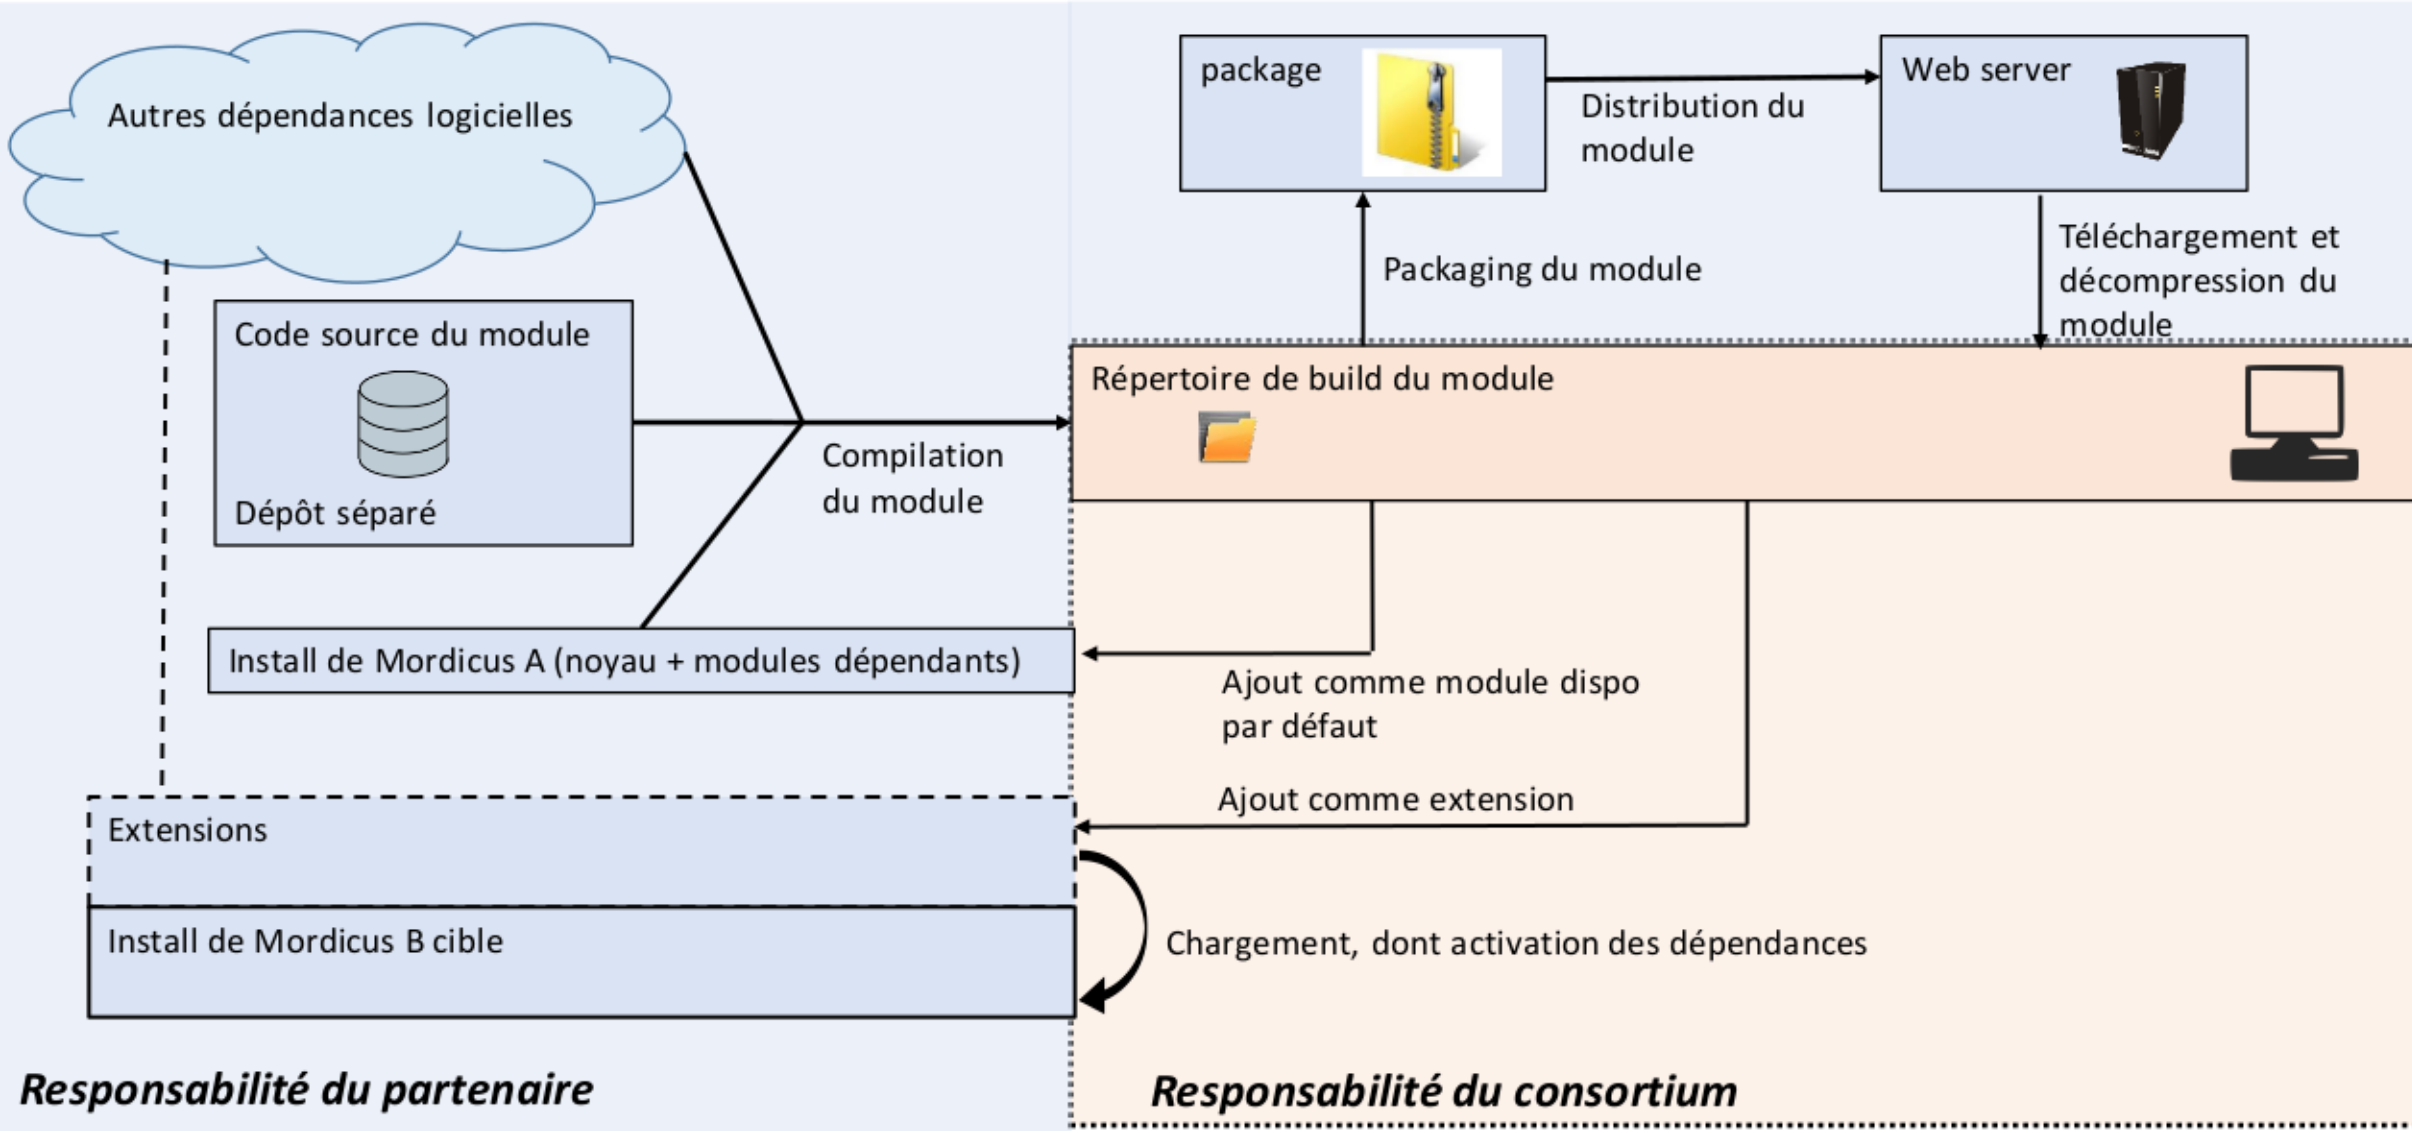 Autres dépendances logicielles
package
Web server
Distribution du
module
Packaging du module
Téléchargement et
décompression du
module
Code source du module
Dépôt séparé
Compilation
du module
Répertoire de build du module
Install de Mordicus A (noyau + modules dépendants)
Ajout comme module dispo
par défaut
Ajout comme extension
Extensions
Install de Mordicus B cible
Chargement, dont activation des dépendances
Responsabilité du partenaire
Responsabilité du consortium